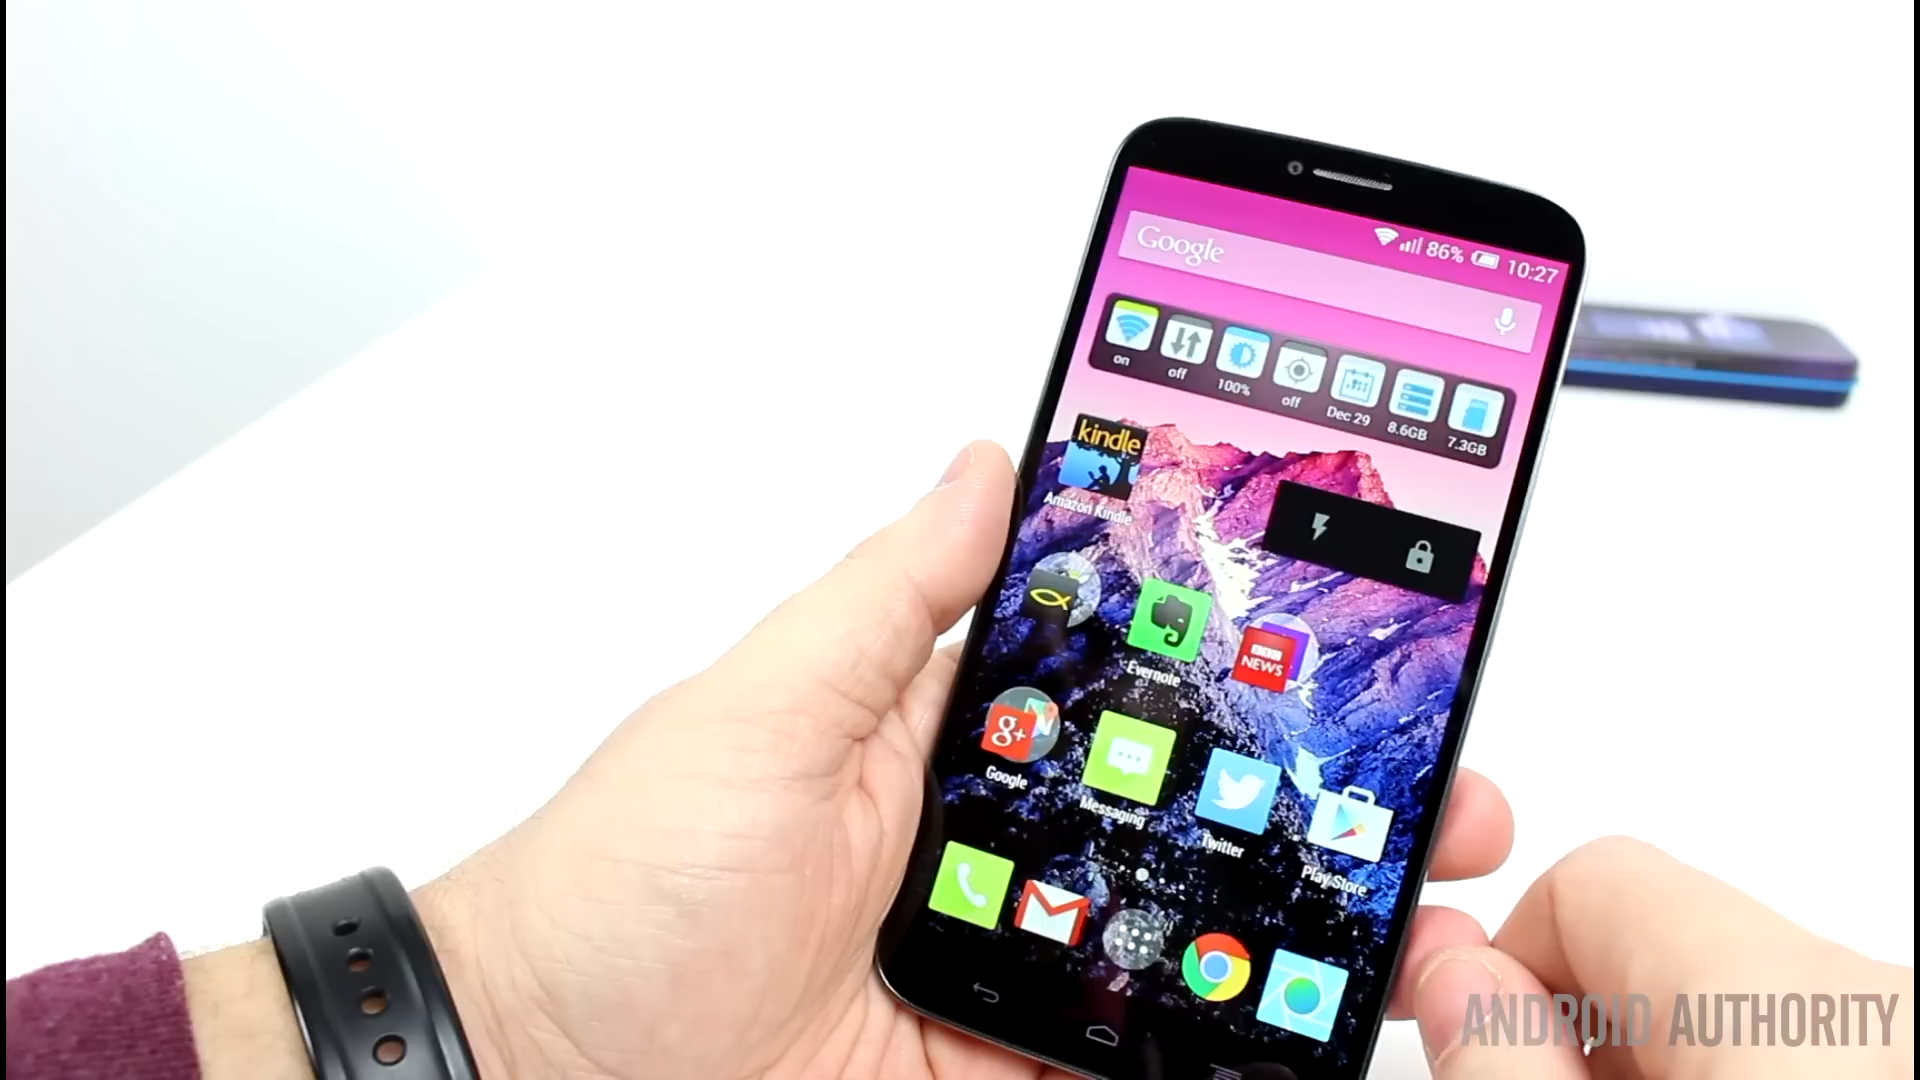 Google
86%
10:27
on
off
100%
off
Dec 29
8.6GB
7.3GB
kindle
Amazon Kindle
Evernote
BBC
NEWS
g+
Google
Messaging
Twitter
Play Store
ANDROID AUTHORITY